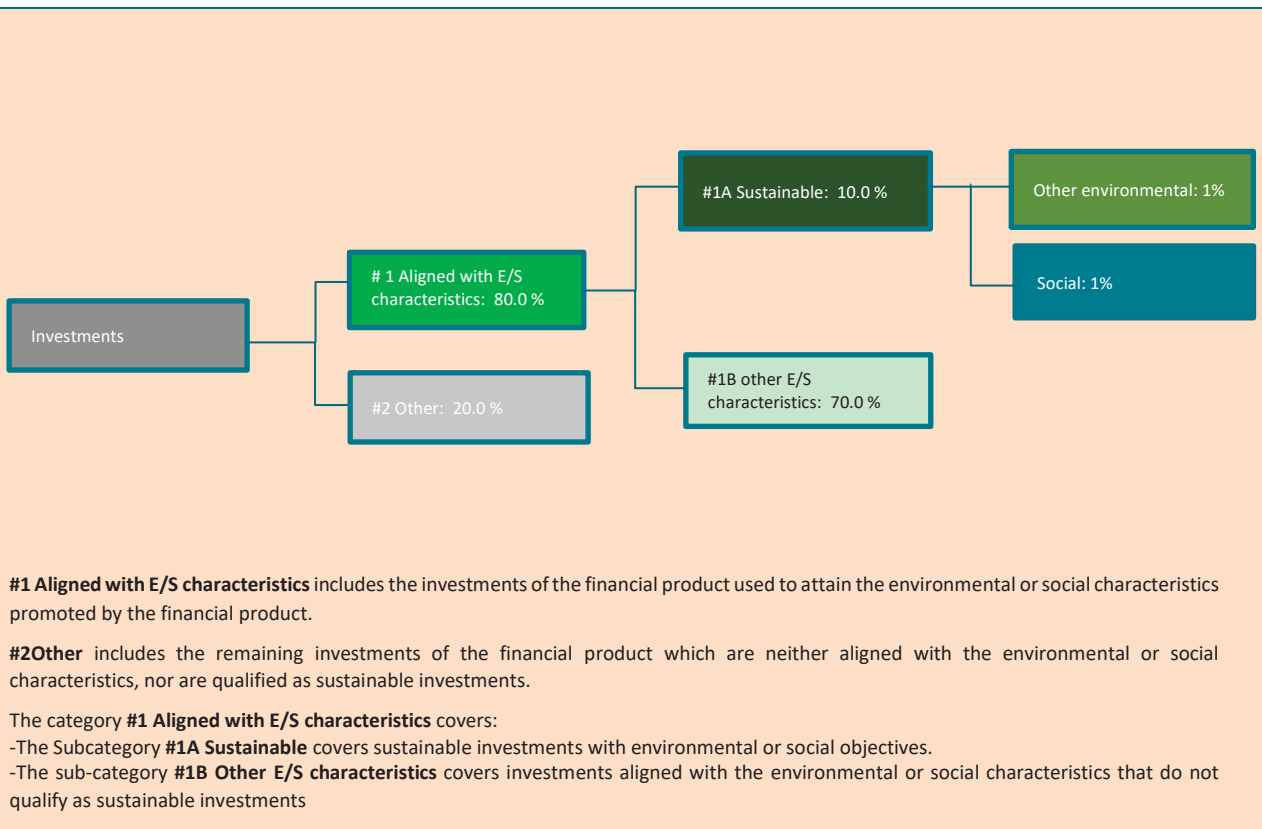 #1A Sustainable: 10.0 %
Other environmental: 1%
# 1 Aligned with E/S
characteristics: 80.0 %
Social: 1%
Investments
#2 Other: 20.0 %
#1B other E/S
characteristics: 70.0 %
#1 Aligned with E/S characteristics includes the investments of the financial product used to attain the environmental or social characteristics
promoted by the financial product.
#2Other includes the remaining investments of the financial product which are neither aligned with the environmental or social
characteristics, nor are qualified as sustainable investments.
The category #1 Aligned with E/S characteristics covers:
-The Subcategory #1A Sustainable covers sustainable investments with environmental or social objectives.
-The sub-category #1B Other E/S characteristics covers investments aligned with the environmental or social characteristics that do not
qualify as sustainable investments